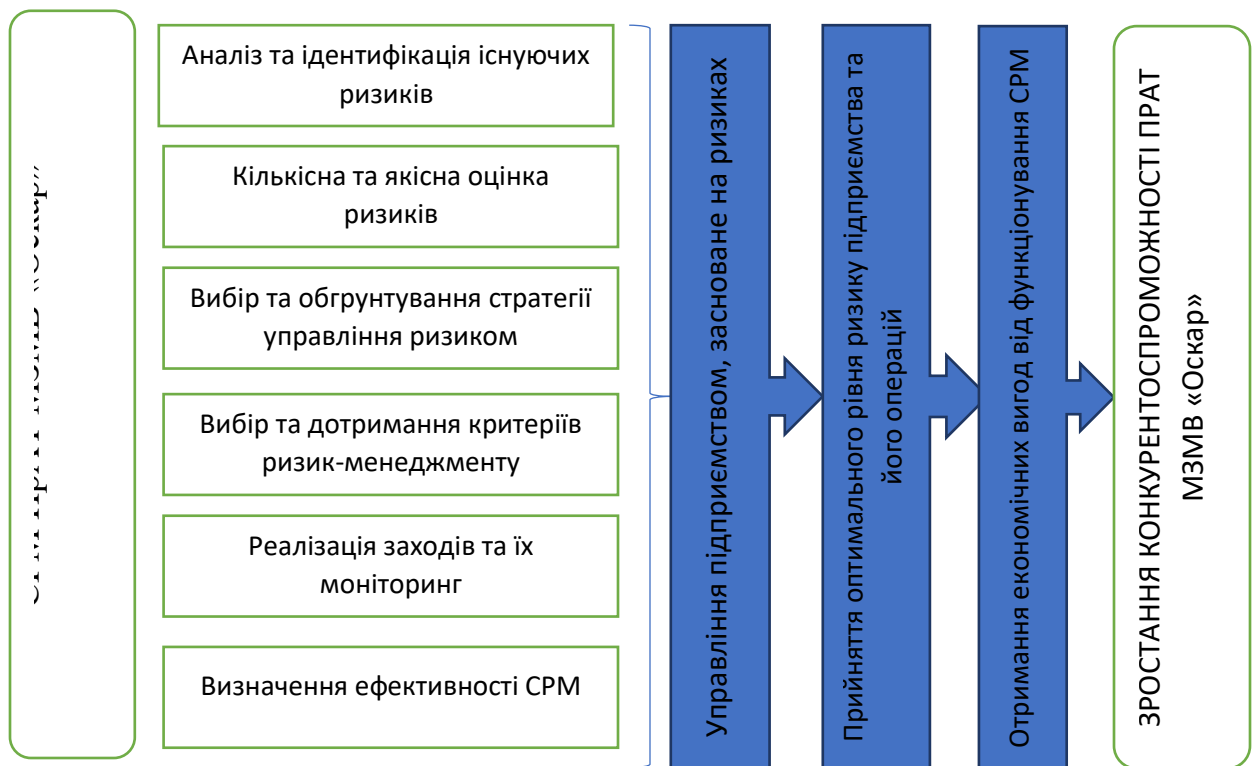 «Оскар»
Аналіз та ідентифікація існуючих
ризиків
Кількісна та якісна оцінка
ризиків
Вибір та обгрунтування стратегії
управління ризиком
Вибір та дотримання критеріїв
ризик-менеджменту
Реалізація заходів та їх
моніторинг
Визначення ефективності СРМ
Управління підприємством, засноване на ризиках
Прийняття оптимального рівня ризику підприємства та
його операцій
Отримання економічних вигод від функціонування СРМ
ЗРОСТАННЯ КОНКУРЕНТОСПРОМОЖНОСТІ ПРАТ
МЗМВ «Оскар»